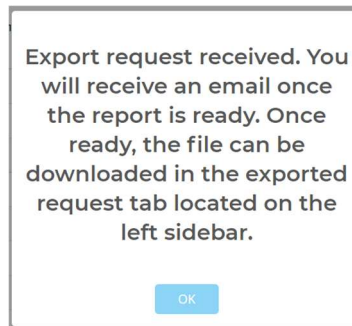 Export request received. You
will receive an email once
the report is ready. Once
ready, the file can be
downloaded in the exported
request tab located on the
left sidebar.
OK